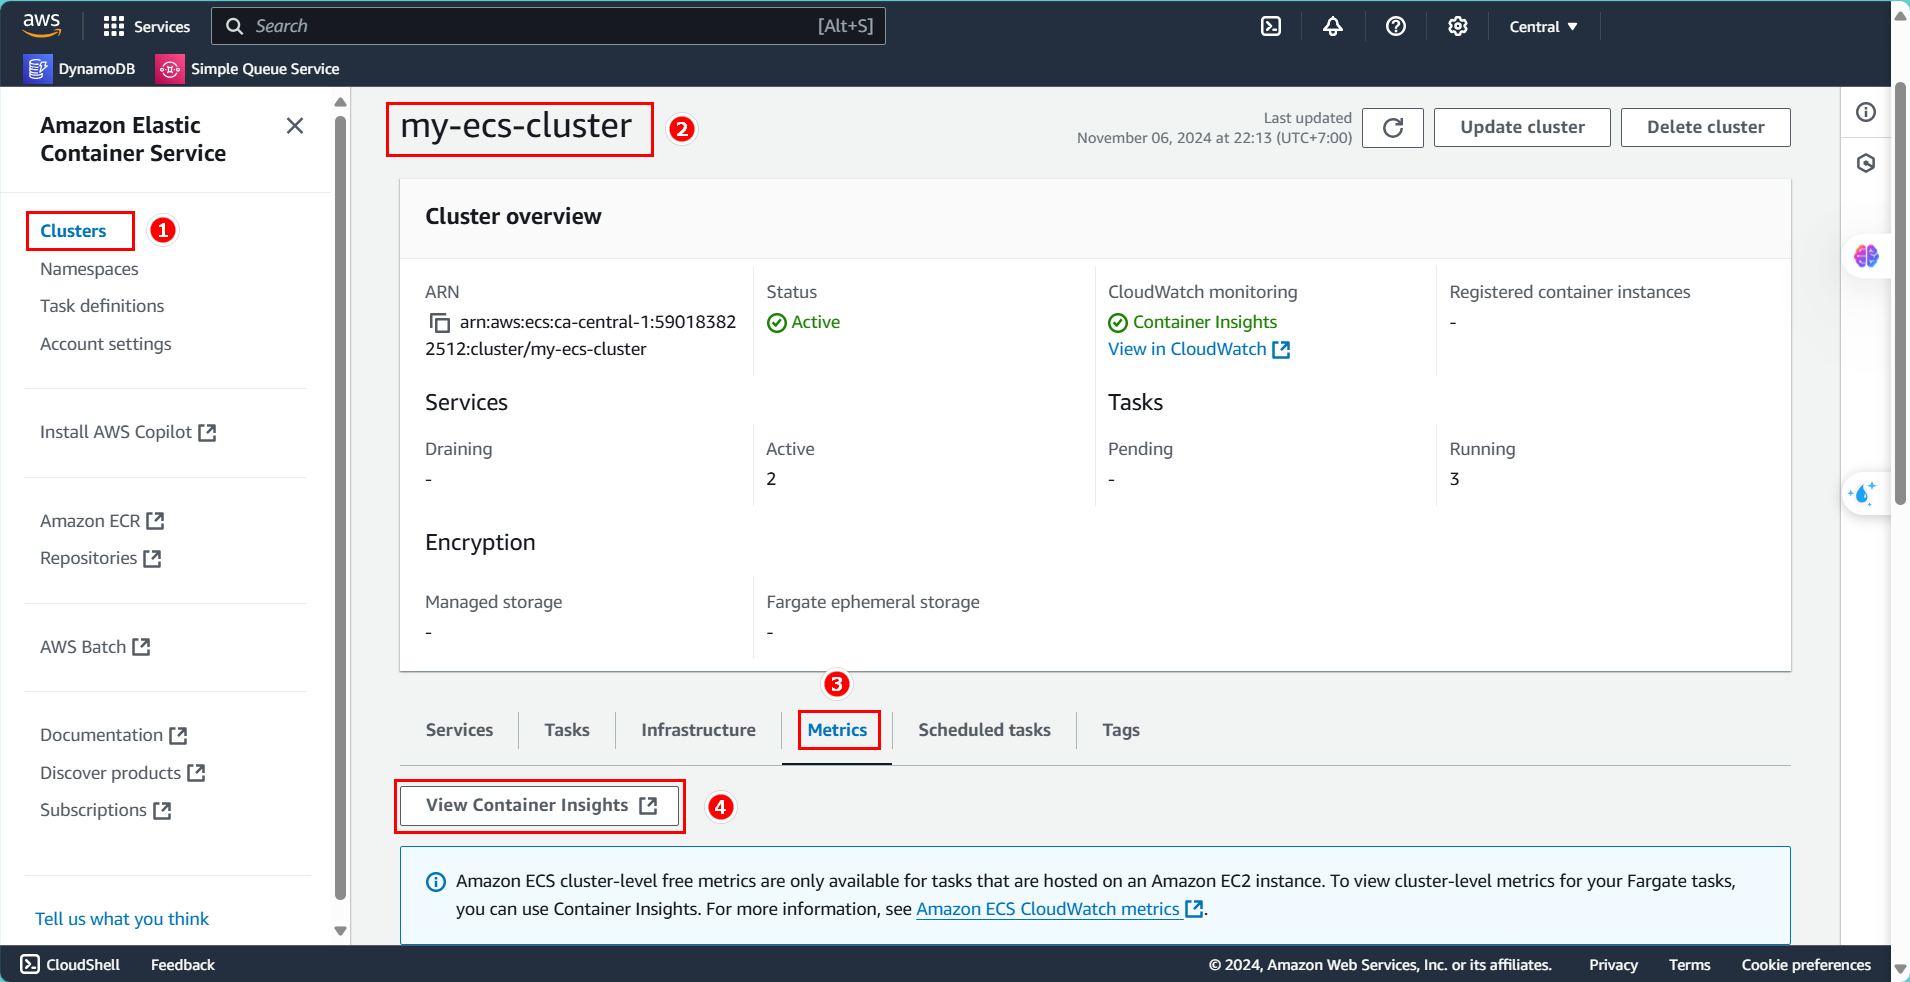 aws
Services
Search
[Alt+S]
Central
DynamoDB
Simple Queue Service
Amazon Elastic
Container Service
Clusters
1
Namespaces
Task definitions
Account settings
Install AWS Copilot
Amazon ECR
Repositories
AWS Batch
Documentation
Discover products
Subscriptions
Tell us what you think
my-ecs-cluster
2
Last updated
November 06, 2024 at 22:13 (UTC+7:00)
Update cluster
Delete cluster
Cluster overview
ARN
arn:aws:ecs:ca-central-1:59018382
2512:cluster/my-ecs-cluster
Status
Active
CloudWatch monitoring
Container Insights
View in CloudWatch
Registered container instances
-
Services
Draining
-
Active
2
Tasks
Pending
-
Running
3
Encryption
Managed storage
-
Fargate ephemeral storage
-
3
Services
Tasks
Infrastructure
Metrics
Scheduled tasks
Tags
View Container Insights
4
Amazon ECS cluster-level free metrics are only available for tasks that are hosted on an Amazon EC2 instance. To view cluster-level metrics for your Fargate tasks,
you can use Container Insights. For more information, see Amazon ECS CloudWatch metrics.
CloudShell
Feedback
© 2024, Amazon Web Services, Inc. or its affiliates.
Privacy
Terms
Cookie preferences